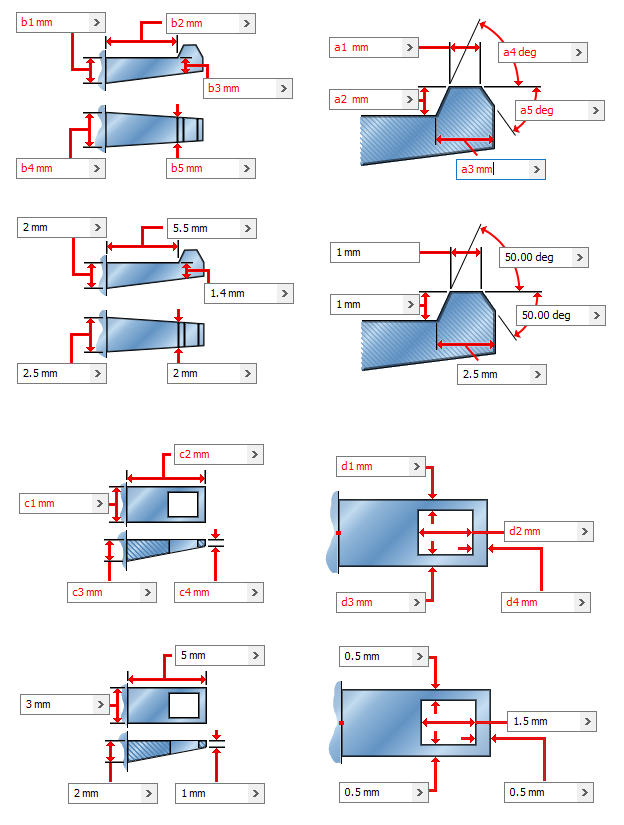 b1 mm
b2 mm
b3 mm
b4 mm
b5 mm
a1 mm
a4 deg
a2 mm
a5 deg
a3 mm
2 mm
5.5 mm
1.4 mm
2.5 mm
2 mm
1 mm
50.00 deg
1 mm
50.00 deg
2.5 mm
c2 mm
c1 mm
c3 mm
c4 mm
d1 mm
d2 mm
d3 mm
d4 mm
5 mm
3 mm
2 mm
1 mm
0.5 mm
1.5 mm
0.5 mm
0.5 mm